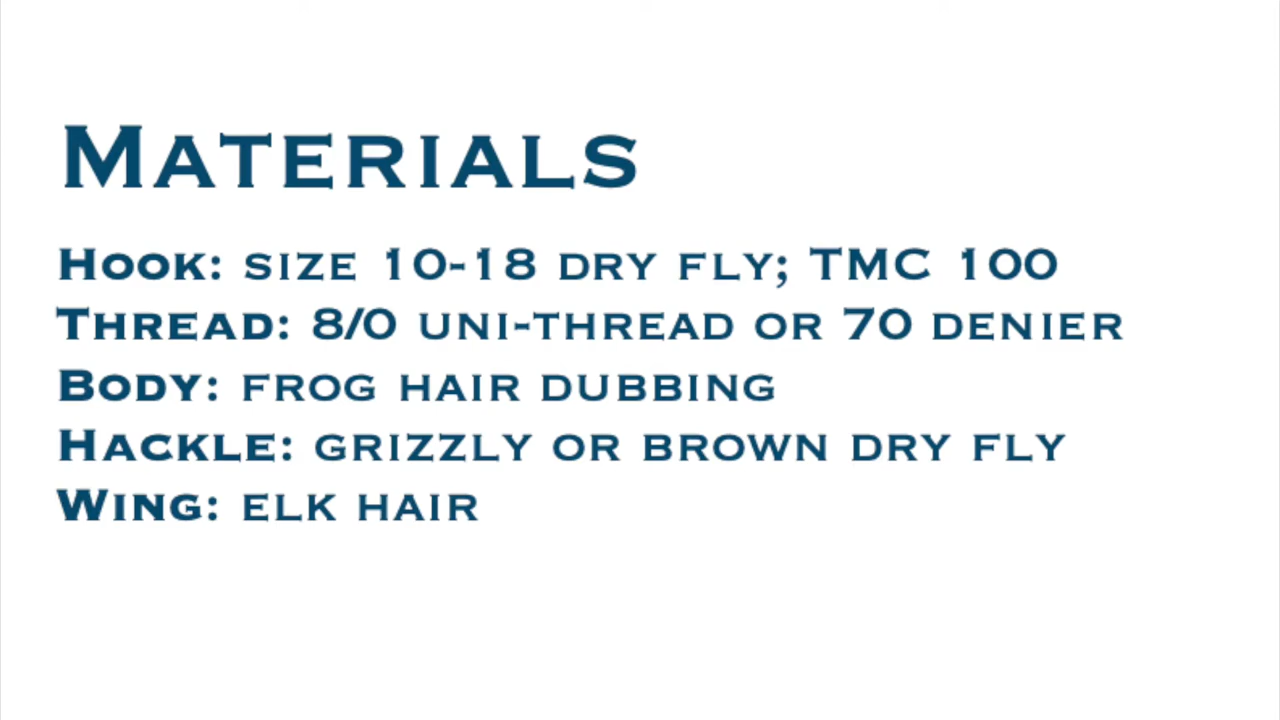 Materials
Hook: size 10-18 dry fly; TMC 100
Thread: 8/0 uni-thread or 70 denier
Body: frog hair dubbing
Hackle: grizzly or brown dry fly
Wing: elk hair